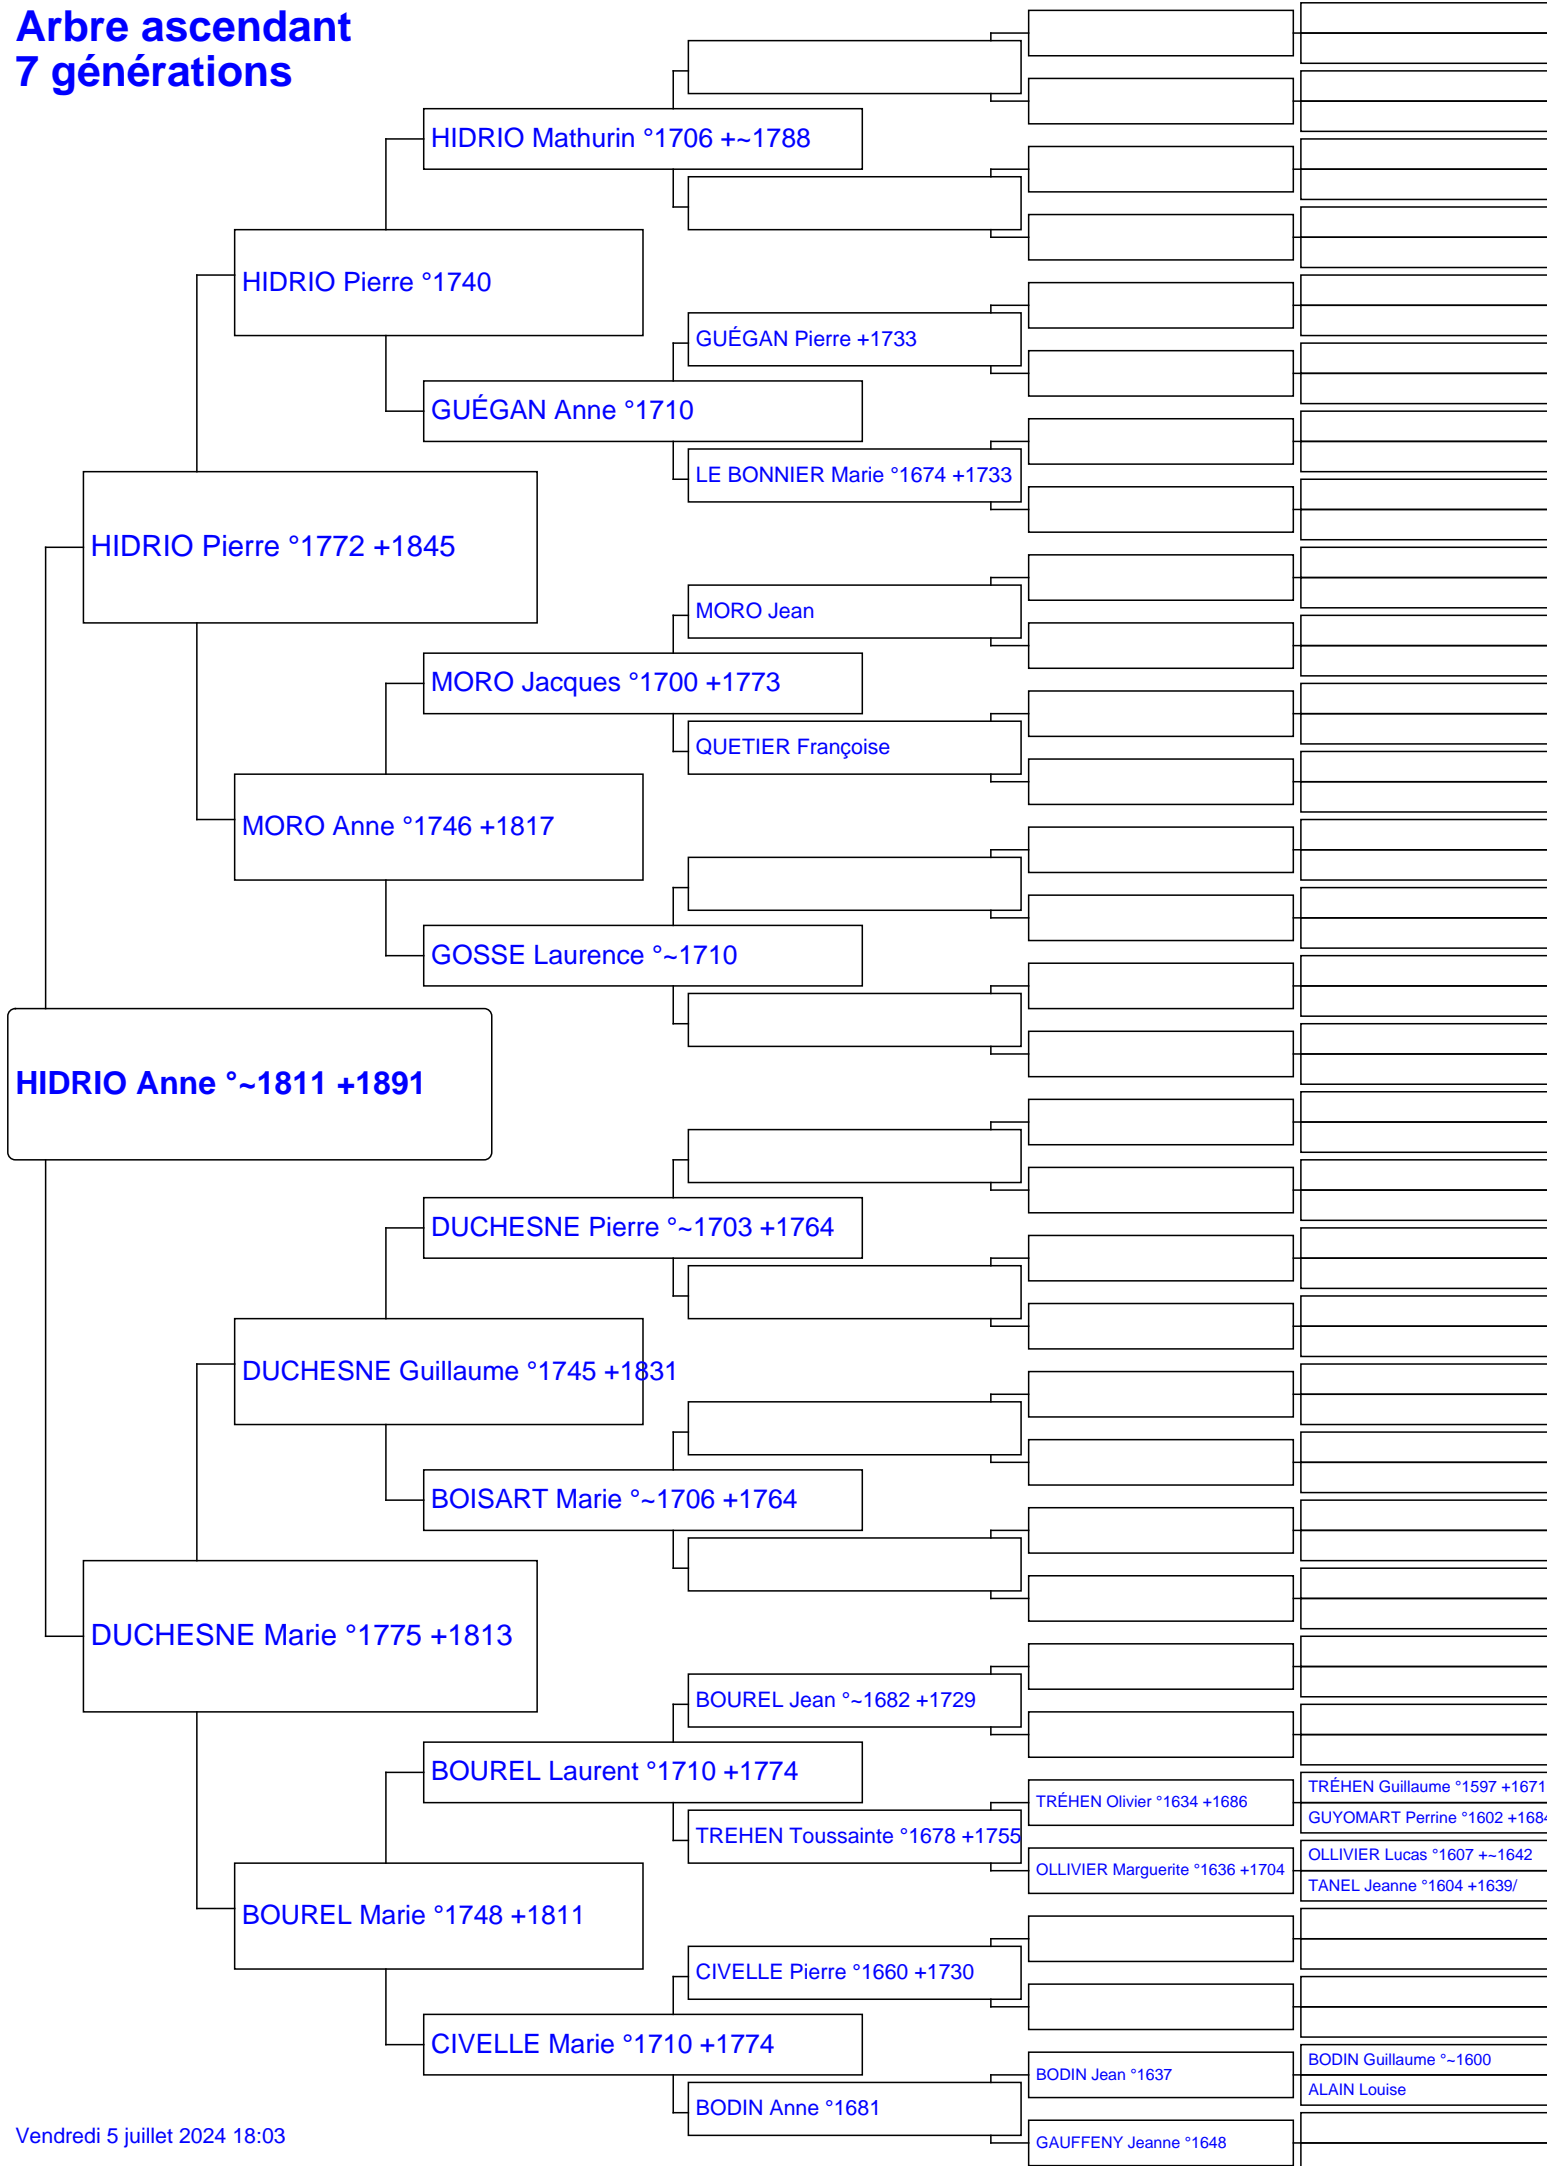 Arbre ascendant
7 générations
HIDRIO Mathurin °1706 +~1788
HIDRIO Pierre °1740
GUÉGAN Pierre +1733
GUÉGAN Anne °1710
LE BONNIER Marie °1674 +1733
HIDRIO Pierre °1772 +1845
MORO Jean
MORO Jacques °1700 +1773
QUETIER Françoise
MORO Anne °1746 +1817
GOSSE Laurence °~1710
HIDRIO Anne °~1811 +1891
DUCHESNE Pierre °~1703 +1764
DUCHESNE Guillaume °1745 +1831
BOISART Marie °~1706 +1764
DUCHESNE Marie °1775 +1813
BOUREL Jean °~1682 +1729
BOUREL Laurent °1710 +1774
TRÉHEN Guillaume °1597 +1671
TRÉHEN Olivier °1634 +1686
GUYOMART Perrine °1602 +1684
TREHEN Toussainte °1678 +1755
OLLIVIER Lucas °1607 +~1642
OLLIVIER Marguerite °1636 +1704
TANEL Jeanne °1604 +1639/
BOUREL Marie °1748 +1811
CIVELLE Pierre °1660 +1730
CIVELLE Marie °1710 +1774
BODIN Guillaume °~1600
BODIN Jean °1637
ALAIN Louise
BODIN Anne °1681
GAUFFENY Jeanne °1648
Vendredi 5 juillet 2024 18:03